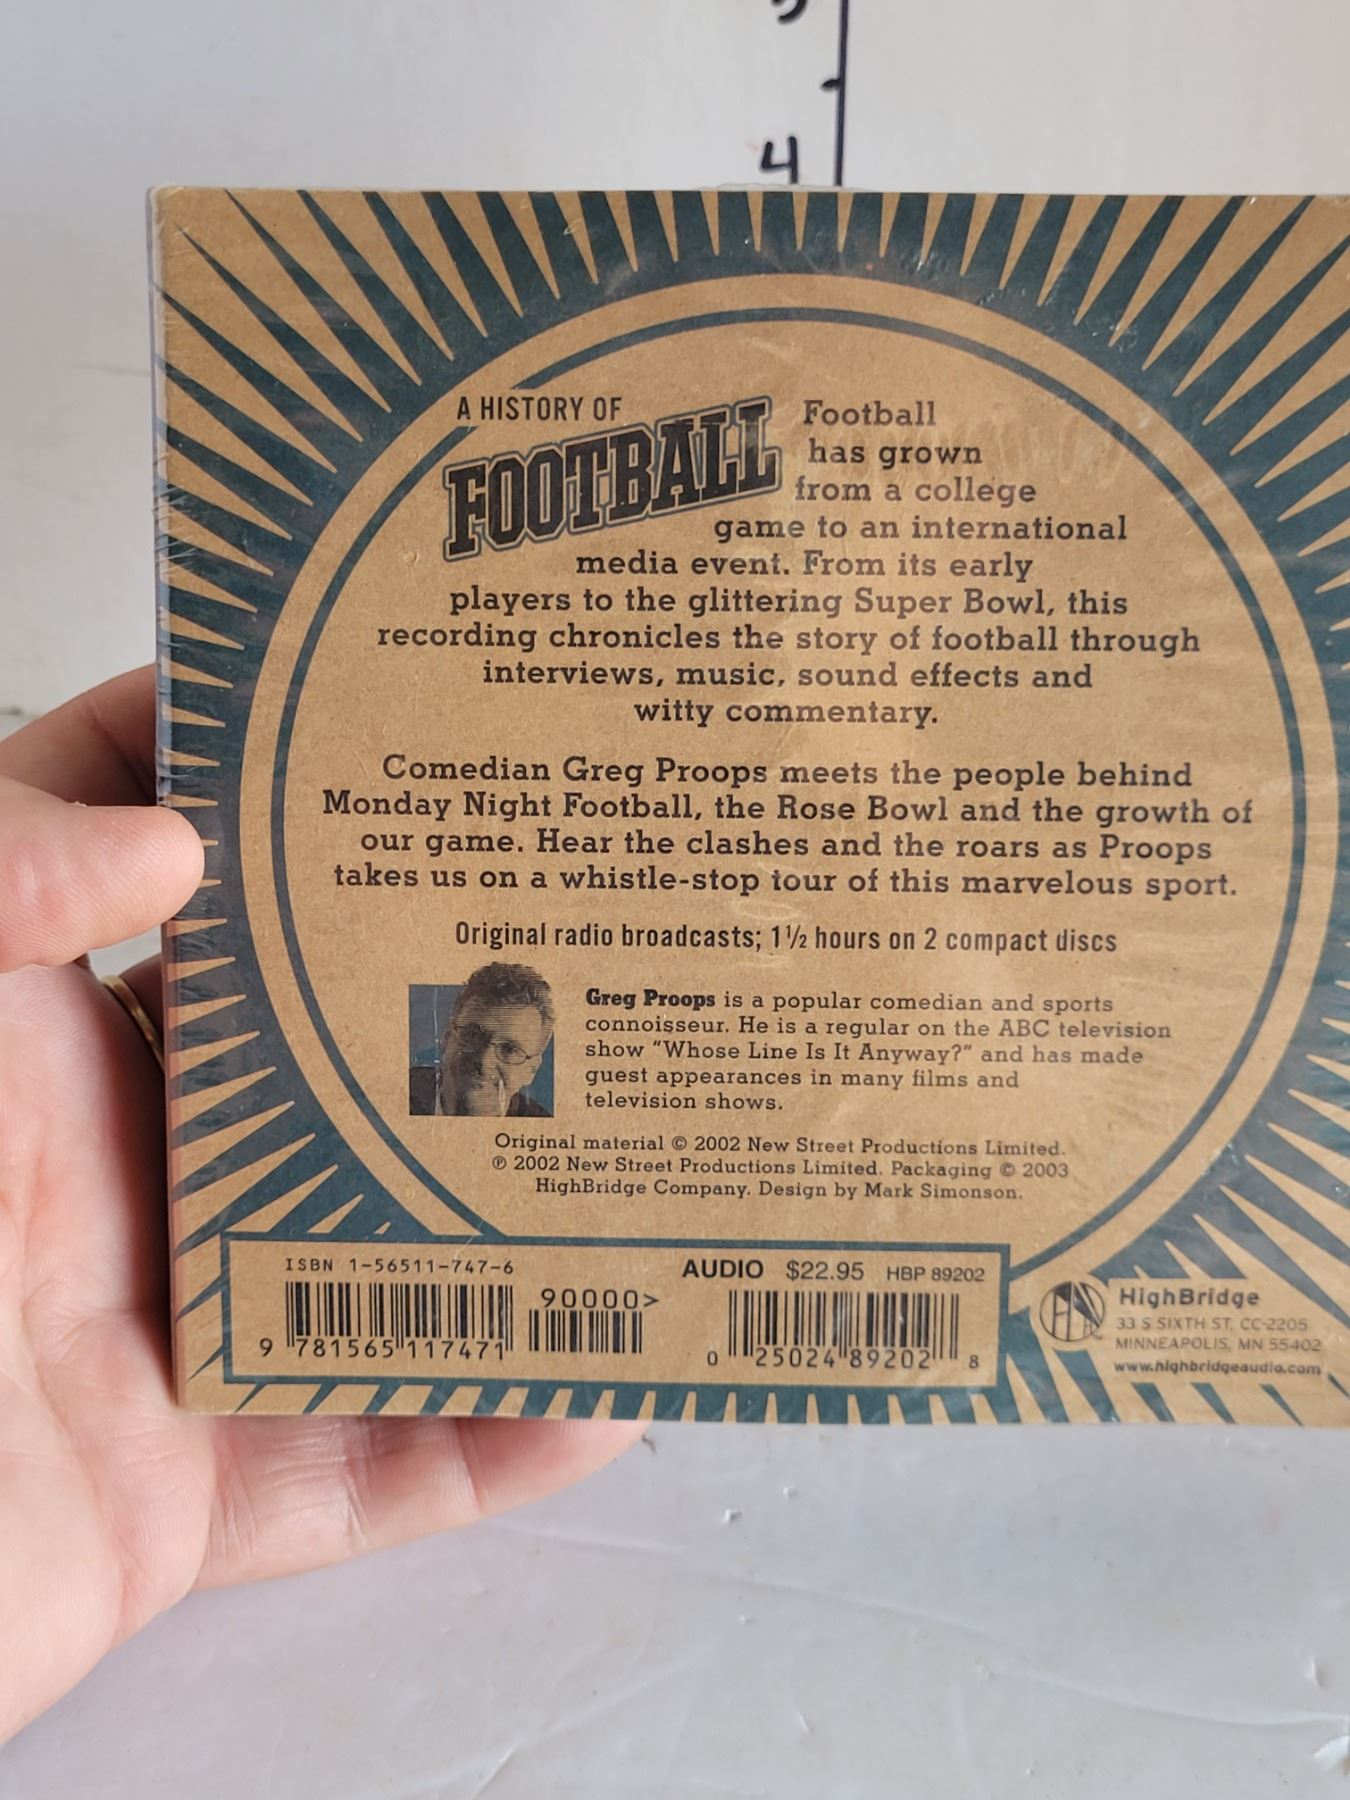 4
A HISTORY OF
FOOTBALL
Football
has grown
from a college
game to an international
media event. From its early
players to the glittering Super Bowl, this
recording chronicles the story of football through
interviews, music, sound effects and
witty commentary.
Comedian Greg Proops meets the people behind
Monday Night Football, the Rose Bowl and the growth of
our game. Hear the clashes and the roars as Proops
takes us on a whistle-stop tour of this marvelous sport.
Original radio broadcasts; 1½ hours on 2 compact discs
Greg Proops is a popular comedian and sports
connoisseur. He is a regular on the ABC television
show "Whose Line Is It Anyway?" and has made
guest appearances in many films and
television shows.
Original material © 2002 New Street Productions Limited.
℗ 2002 New Street Productions Limited. Packaging © 2003
HighBridge Company. Design by Mark Simonson.
ISBN 1-56511-747-6
90000>
9 781565 117471
AUDIO $22.95 HBP 89202
0 25024 89202 8
HighBridge
33 S SIXTH ST, CC-2205
MINNEAPOLIS, MN 55402
www.highbridgeaudio.com